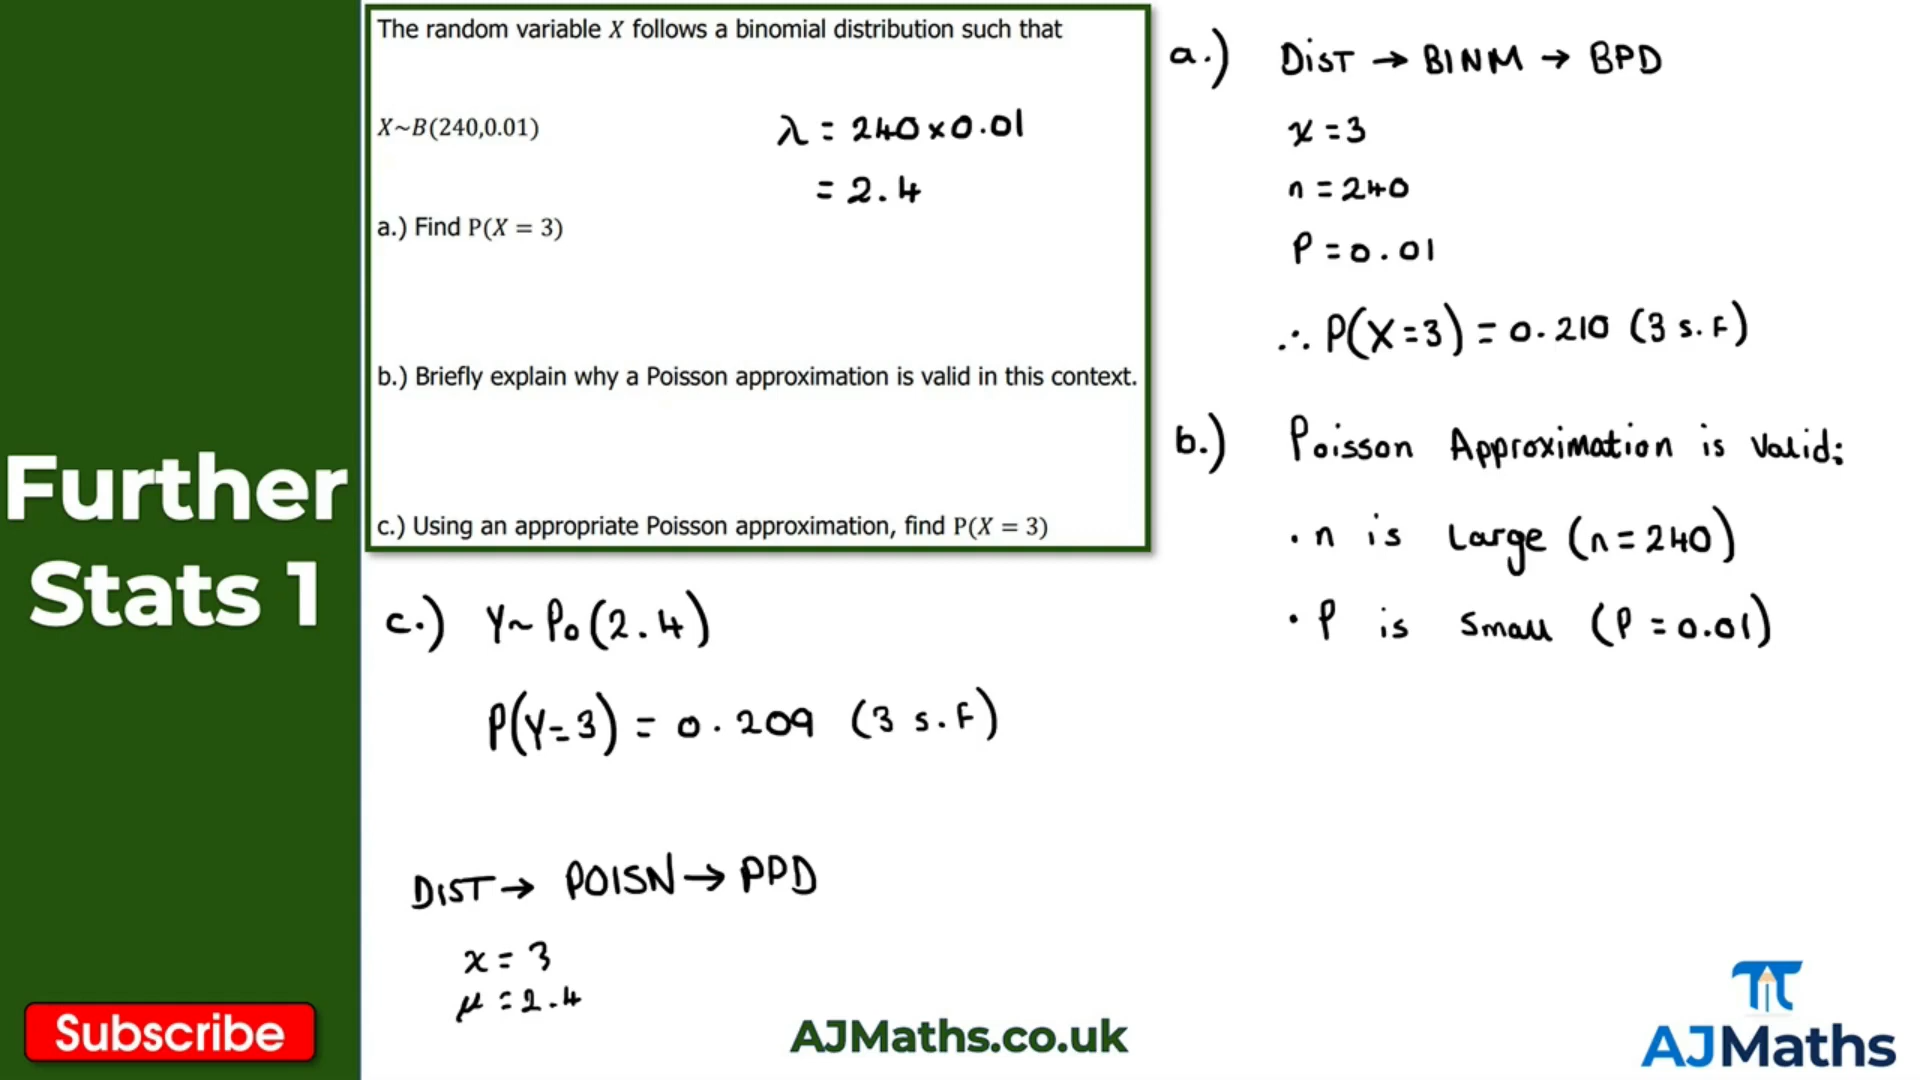 Further
Stats 1
Subscribe
The random variable X follows a binomial distribution such that
X~B(240,0.01)
λ = 240 × 0.01
= 2.4
a.) Find P(X = 3)
b.) Briefly explain why a Poisson approximation is valid in this context.
c.) Using an appropriate Poisson approximation, find P(X = 3)
a.) DIST → BINM → BPD
x = 3
n = 240
P = 0.01
∴ P(X = 3) = 0.210 (3 s.F)
b.) Poisson Approximation is Valid:
• n is Large (n = 240)
• P is Small (P = 0.01)
c.) Y~ Po(2.4)
P(Y=3) = 0.209 (3 s.F)
DIST → POISN → PPD
x = 3
μ = 2.4
AJMaths.co.uk
AJMaths